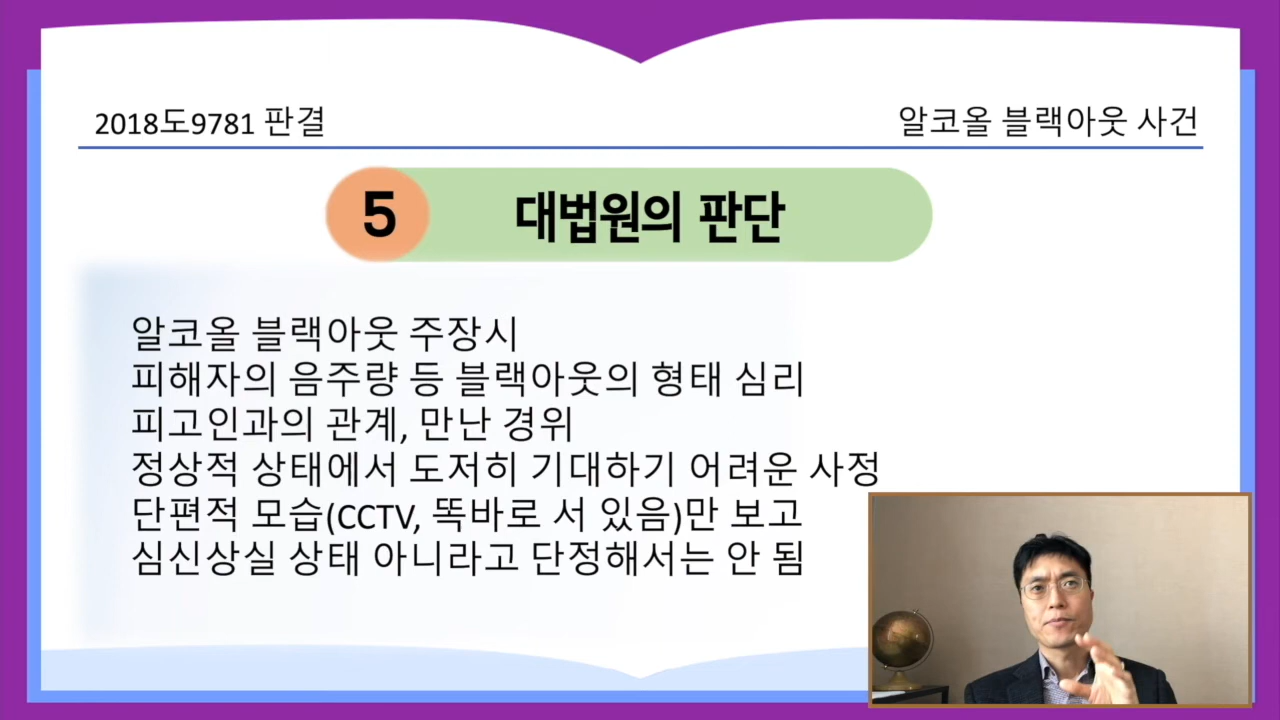 2018도9781 판결
알코올 블랙아웃 사건
5 대법원의 판단
알코올 블랙아웃 주장시
피해자의 음주량 등 블랙아웃의 형태 심리
피고인과의 관계, 만난 경위
정상적 상태에서 도저히 기대하기 어려운 사정
단편적 모습(CCTV, 똑바로 서 있음)만 보고
심신상실 상태 아니라고 단정해서는 안 됨